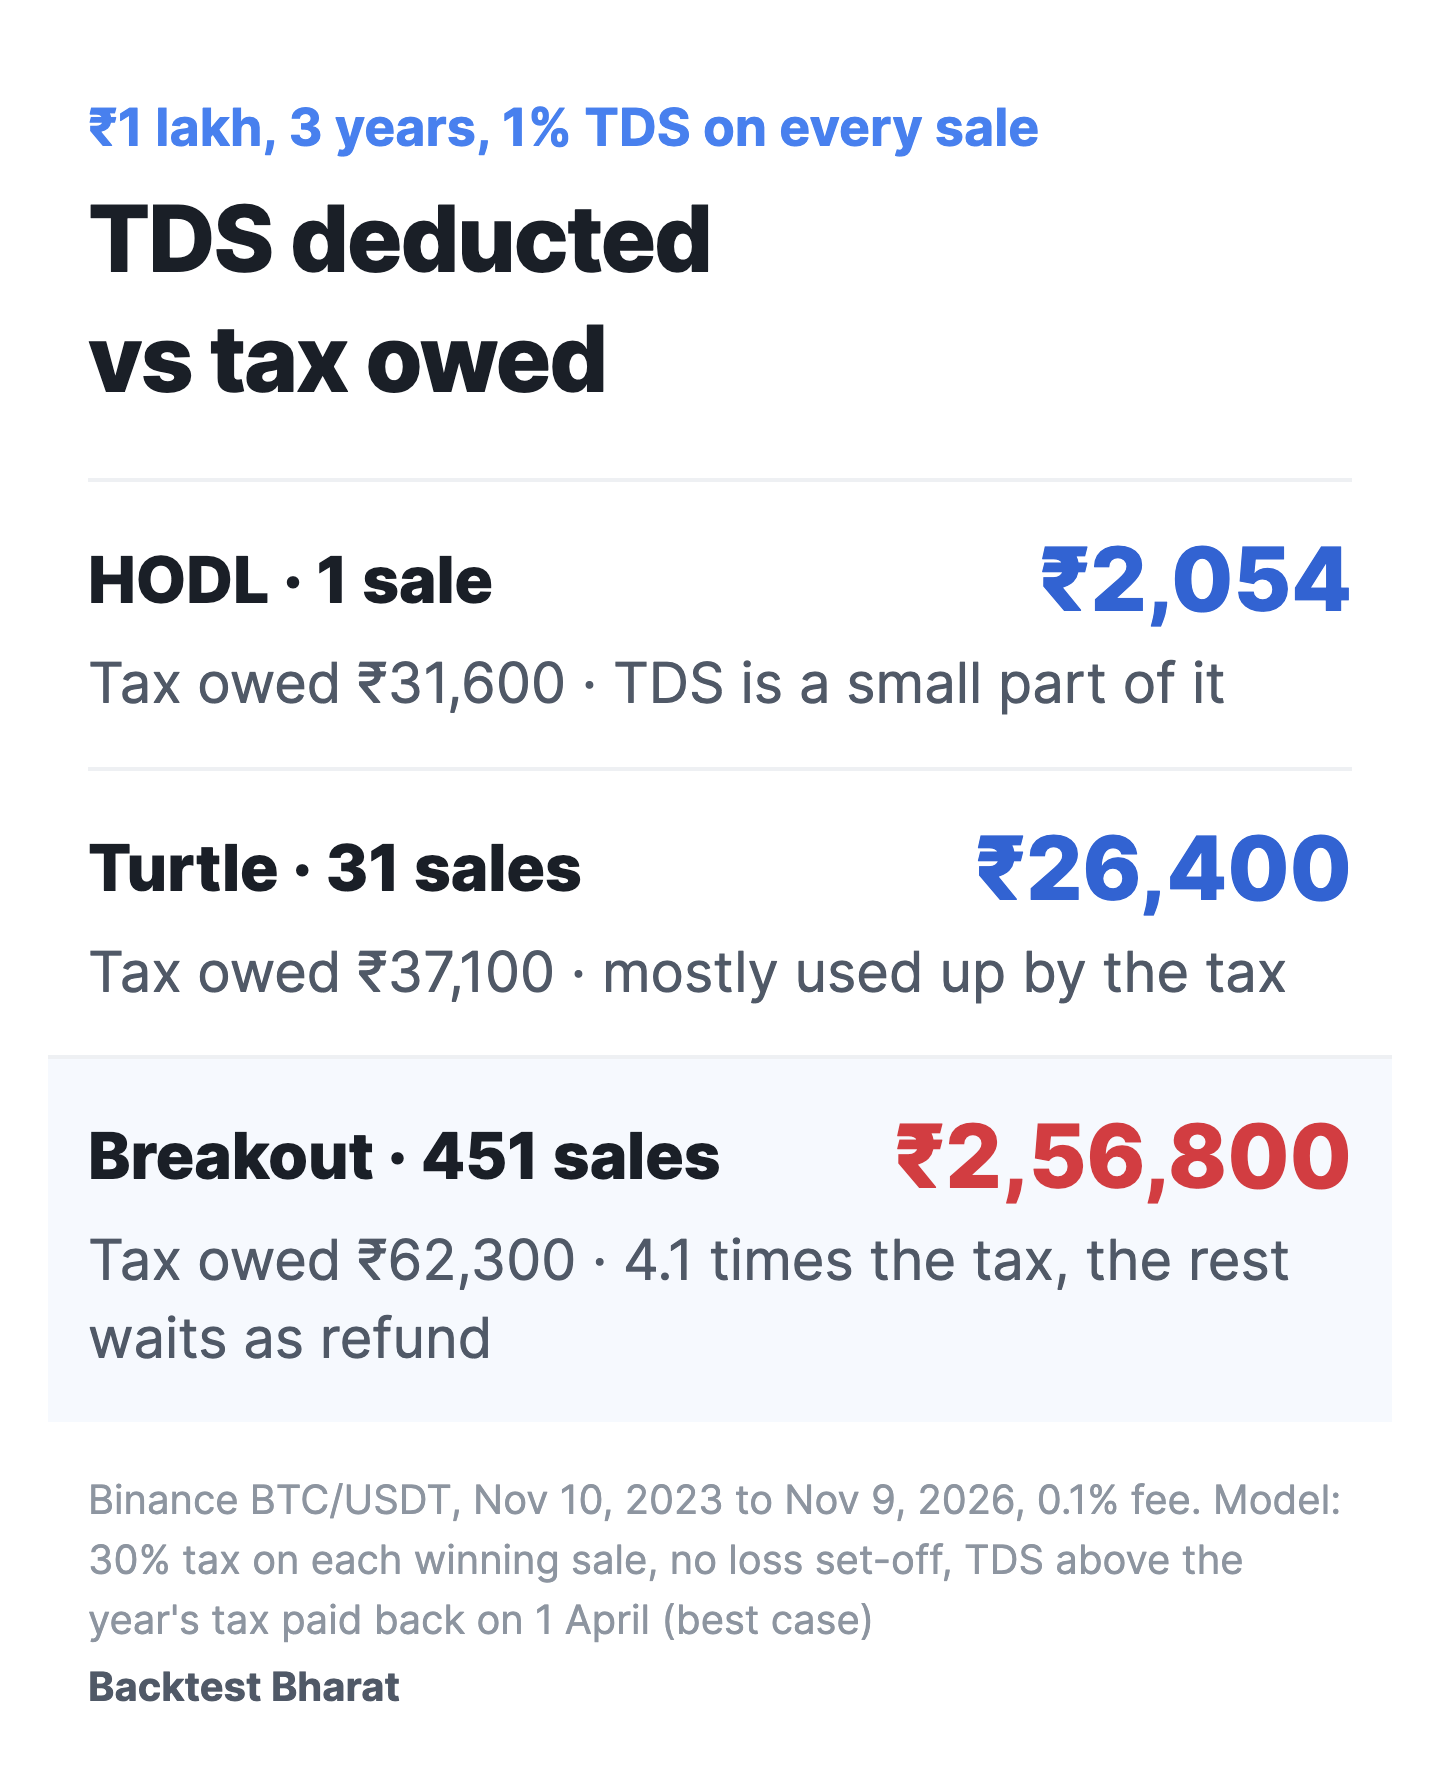 ₹1 lakh, 3 years, 1% TDS on every sale
TDS deducted
vs tax owed
HODL · 1 sale
₹2,054
Tax owed ₹31,600 · TDS is a small part of it
Turtle · 31 sales
₹26,400
Tax owed ₹37,100 · mostly used up by the tax
Breakout · 451 sales
₹2,56,800
Tax owed ₹62,300 · 4.1 times the tax, the rest
waits as refund
Binance BTC/USDT, Nov 10, 2023 to Nov 9, 2026, 0.1% fee. Model:
30% tax on each winning sale, no loss set-off, TDS above the
year's tax paid back on 1 April (best case)
Backtest Bharat